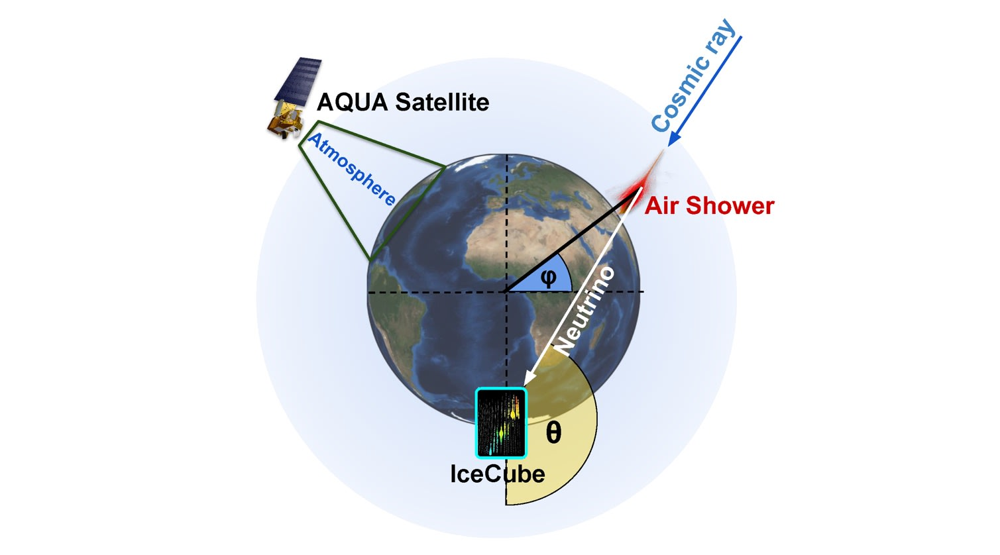 Cosmic ray
AQUA Satellite
Atmosphere
Air Shower
φ
Neutrino
θ
IceCube